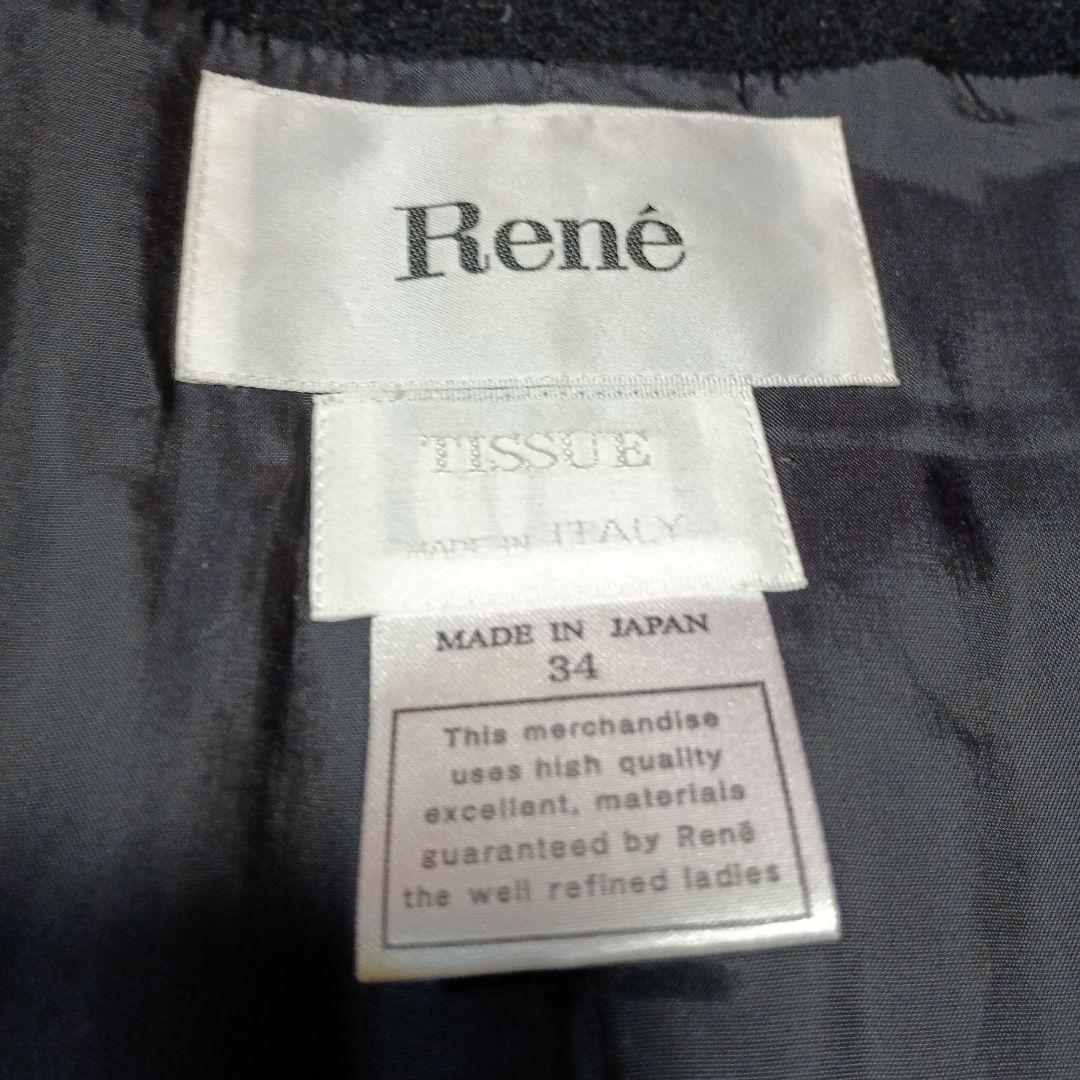 René
TISSUE
MADE IN ITALY
MADE IN JAPAN
34
This merchandise
uses high quality
excellent, materials
guaranteed by René
the well refined ladies